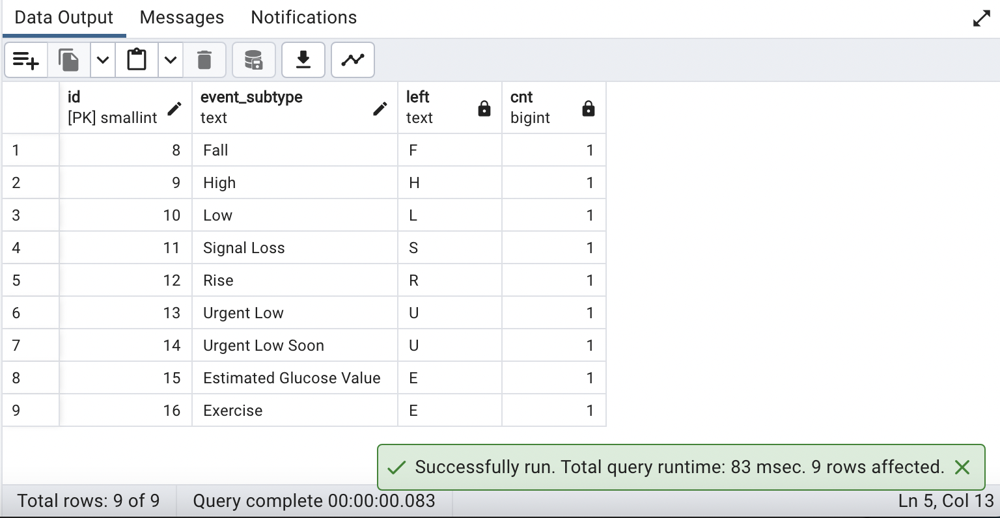 Data Output Messages Notifications
id event_subtype left cnt
[PK] smallint text text bigint
1 8 Fall F 1
2 9 High H 1
3 10 Low L 1
4 11 Signal Loss S 1
5 12 Rise R 1
6 13 Urgent Low U 1
7 14 Urgent Low Soon U 1
8 15 Estimated Glucose Value E 1
9 16 Exercise E 1
Successfully run. Total query runtime: 83 msec. 9 rows affected.
Total rows: 9 of 9 Query complete 00:00:00.083 Ln 5, Col 13